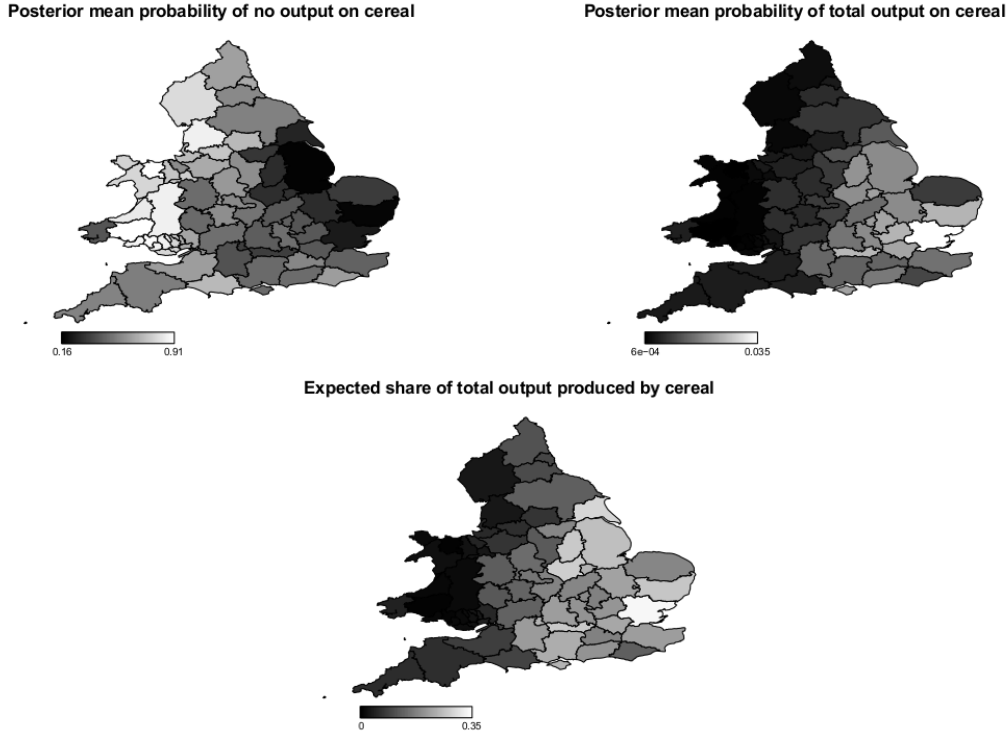 Posterior mean probability of no output on cereal
Posterior mean probability of total output on cereal
0.16 0.91
6e−04 0.035
Expected share of total output produced by cereal
0 0.35